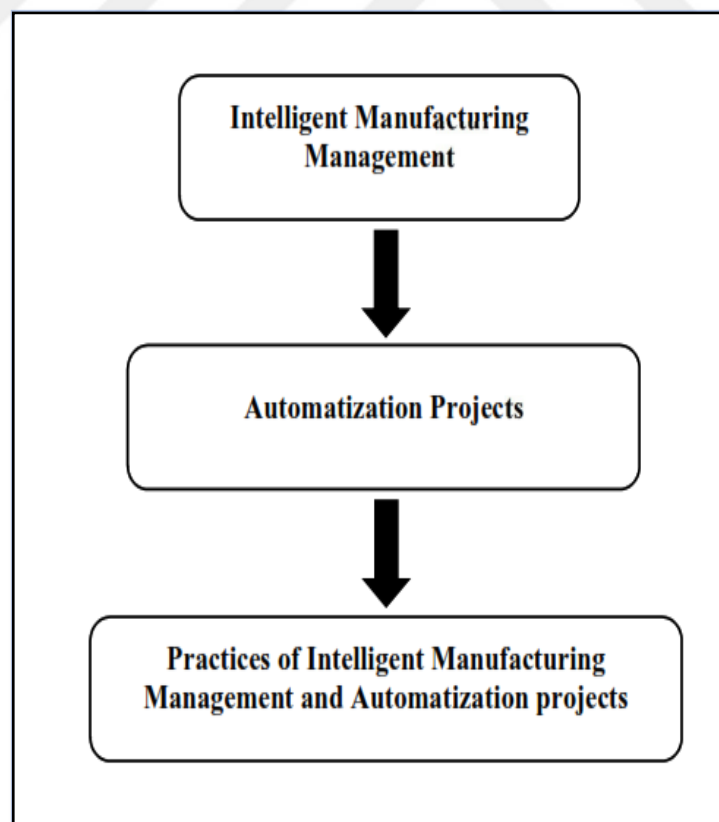 Intelligent Manufacturing
Management
Automatization Projects
Practices of Intelligent Manufacturing
Management and Automatization projects